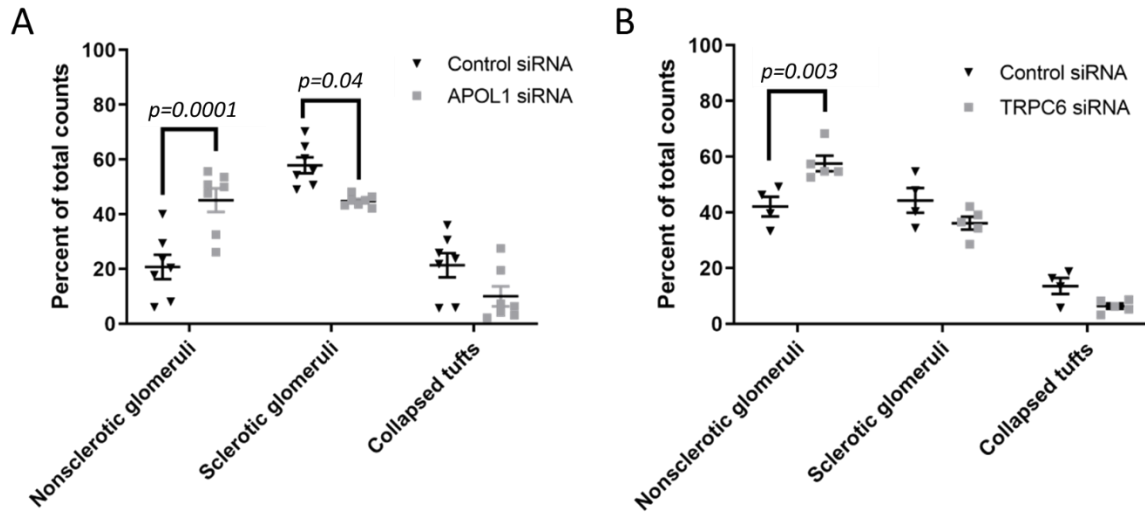 A
Percent of total counts
100
80
60
40
20
0
p=0.0001
p=0.04
Control siRNA
APOL1 siRNA
Nonsclerotic glomeruli
Sclerotic glomeruli
Collapsed tufts
B
Percent of total counts
100
80
60
40
20
0
p=0.003
Control siRNA
TRPC6 siRNA
Nonsclerotic glomeruli
Sclerotic glomeruli
Collapsed tufts